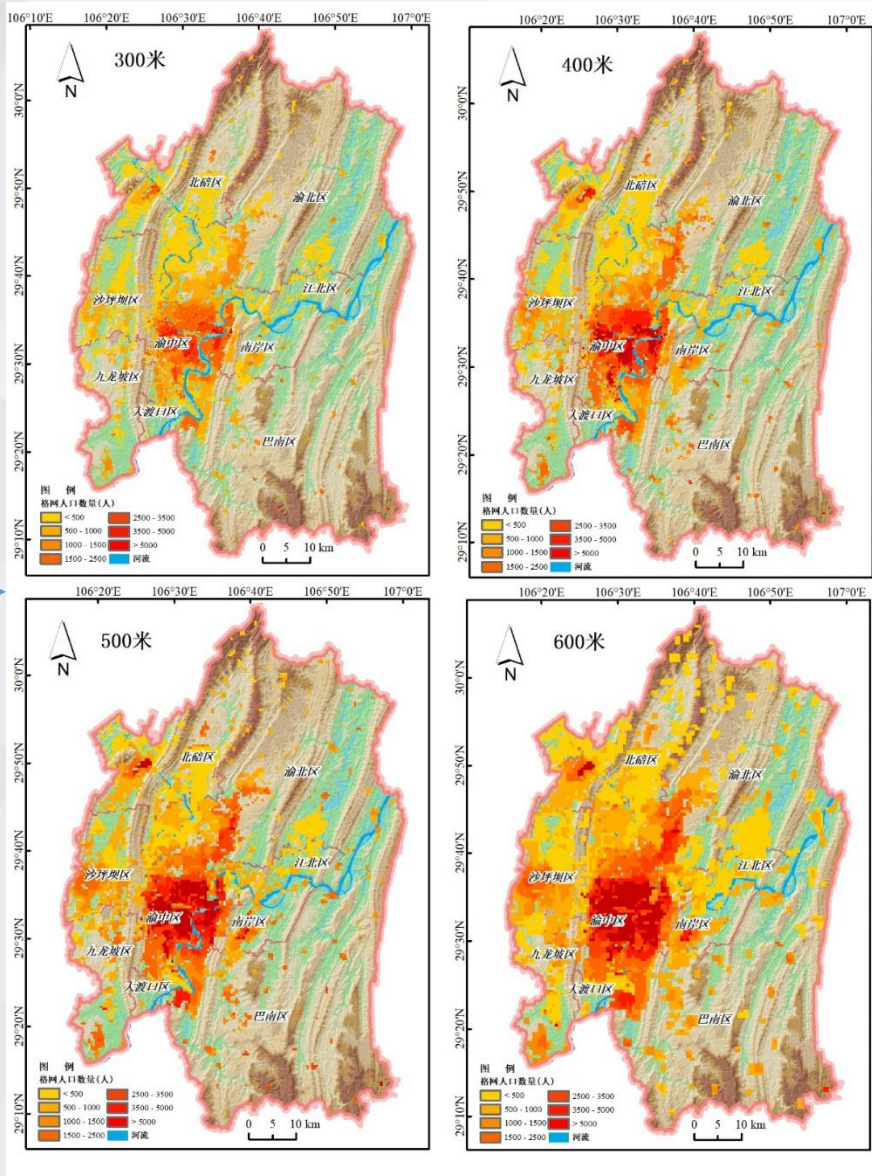 106°10'E 106°20'E 106°30'E 106°40'E 106°50'E 107°0'E
300米
N
30°0'N
29°50'N
29°40'N
29°30'N
29°20'N
29°10'N
北碚区
渝北区
江北区
沙坪坝区
渝中区
南岸区
九龙坡区
大渡口区
巴南区
图 例
格网人口数量(人)
< 500
500 - 1000
1000 - 1500
1500 - 2500
2500 - 3500
3500 - 5000
> 5000
河流
0 5 10 km
106°20'E 106°30'E 106°40'E 106°50'E 107°0'E
400米
N
30°0'N
29°50'N
29°40'N
29°30'N
29°20'N
29°10'N
北碚区
渝北区
江北区
沙坪坝区
渝中区
南岸区
九龙坡区
大渡口区
巴南区
图 例
格网人口数量(人)
< 500
500 - 1000
1000 - 1500
1500 - 2500
2500 - 3500
3500 - 5000
> 5000
河流
0 5 10 km
106°20'E 106°30'E 106°40'E 106°50'E 107°0'E
500米
N
30°0'N
29°50'N
29°40'N
29°30'N
29°20'N
29°10'N
北碚区
渝北区
江北区
沙坪坝区
渝中区
南岸区
九龙坡区
大渡口区
巴南区
图 例
格网人口数量(人)
< 500
500 - 1000
1000 - 1500
1500 - 2500
2500 - 3500
3500 - 5000
> 5000
河流
0 5 10 km
106°20'E 106°30'E 106°40'E 106°50'E 107°0'E
600米
N
30°0'N
29°50'N
29°40'N
29°30'N
29°20'N
29°10'N
北碚区
渝北区
江北区
沙坪坝区
渝中区
南岸区
九龙坡区
大渡口区
巴南区
图 例
格网人口数量(人)
< 500
500 - 1000
1000 - 1500
1500 - 2500
2500 - 3500
3500 - 5000
> 5000
河流
0 5 10 km